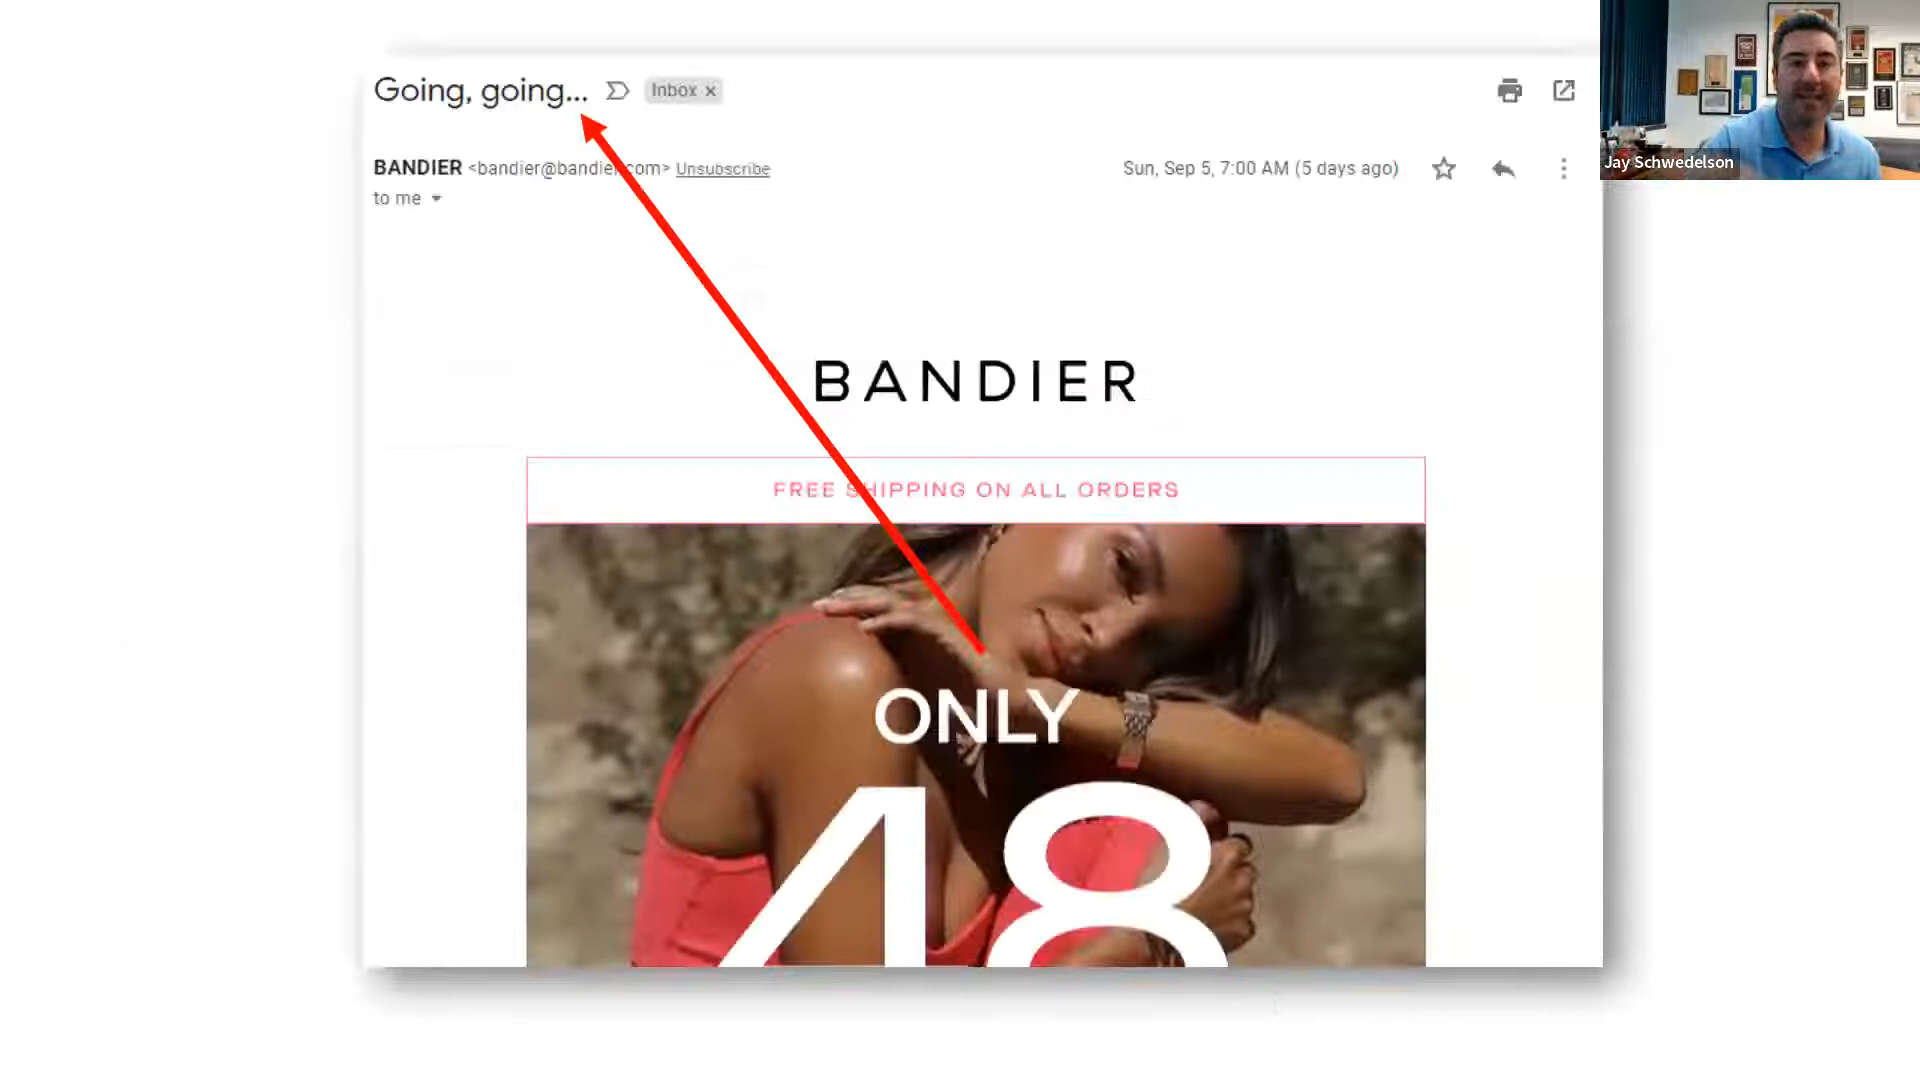 Going, going...
Inbox x
BANDIER <bandier@bandier.com> Unsubscribe
Sun, Sep 5, 7:00 AM (5 days ago)
to me
BANDIER
FREE SHIPPING ON ALL ORDERS
ONLY
48
Jay Schwedelson